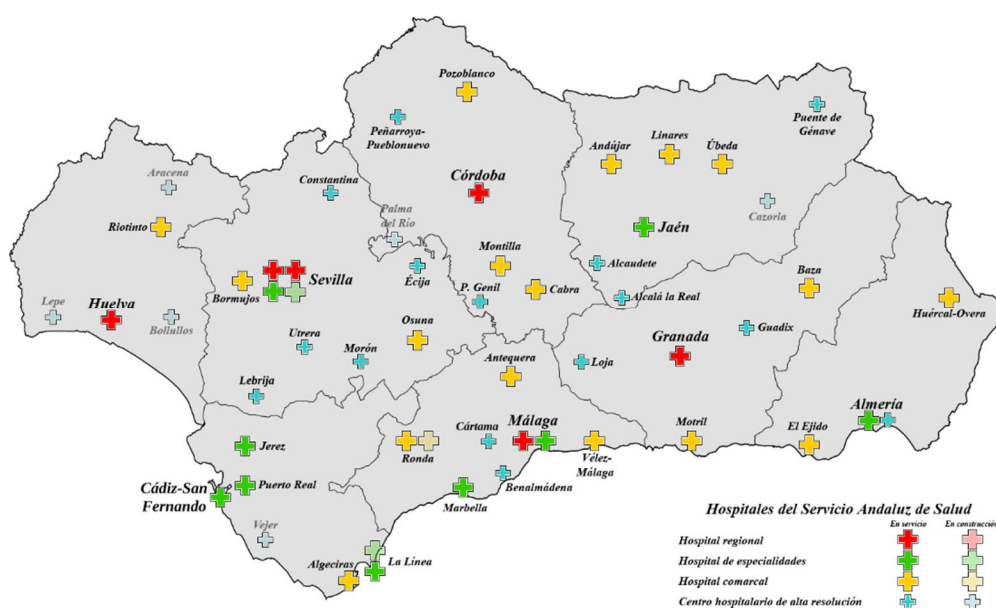 Pozoblanco
Peñarroya-
Pueblonuevo
Puente de
Génave
Andújar
Linares
Úbeda
Aracena
Constantina
Córdoba
Cazorla
Riotinto
Palma
del Río
Jaén
Montilla
Alcaudete
Sevilla
Écija
Baza
Bormujos
P. Genil
Cabra
Alcalá la Real
Lepe
Huelva
Bollullos
Huércal-Overa
Osuna
Guadix
Utrera
Morón
Granada
Antequera
Loja
Lebrija
Almería
Málaga
Jerez
Cártama
Motril
El Ejido
Ronda
Vélez-
Málaga
Benalmádena
Puerto Real
Cádiz-San
Fernando
Marbella
Vejer
Algeciras
La Línea
Hospitales del Servicio Andaluz de Salud
En servicio
En construcción
Hospital regional
Hospital de especialidades
Hospital comarcal
Centro hospitalario de alta resolución